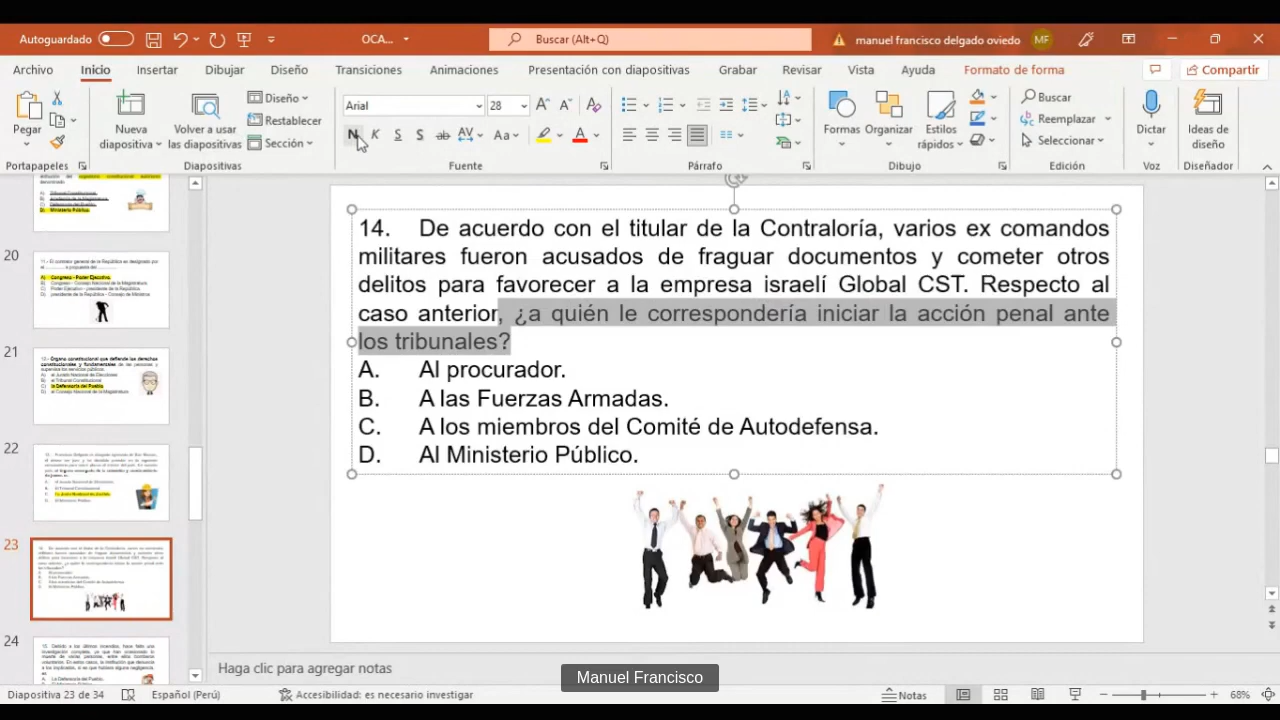 Autoguardado
OCA...
Buscar (Alt+Q)
manuel francisco delgado oviedo
MF
Archivo
Inicio
Insertar
Dibujar
Diseño
Transiciones
Animaciones
Presentación con diapositivas
Grabar
Revisar
Vista
Ayuda
Formato de forma
Compartir
Pegar
Nueva diapositiva
Volver a usar las diapositivas
Diseño
Restablecer
Sección
Arial
28
N K S S ab AV Aa A
Formas
Organizar
Estilos rápidos
Buscar
Reemplazar
Seleccionar
Dictar
Ideas de diseño
Portapapeles
Diapositivas
Fuente
Párrafo
Dibujo
Edición
Voz
Diseñador
20
21
22
23
24
14. De acuerdo con el titular de la Contraloría, varios ex comandos
militares fueron acusados de fraguar documentos y cometer otros
delitos para favorecer a la empresa israelí Global CST. Respecto al
caso anterior, ¿a quién le correspondería iniciar la acción penal ante
los tribunales?
A. Al procurador.
B. A las Fuerzas Armadas.
C. A los miembros del Comité de Autodefensa.
D. Al Ministerio Público.
Haga clic para agregar notas
Manuel Francisco
Diapositiva 23 de 34
Español (Perú)
Accesibilidad: es necesario investigar
Notas
68%